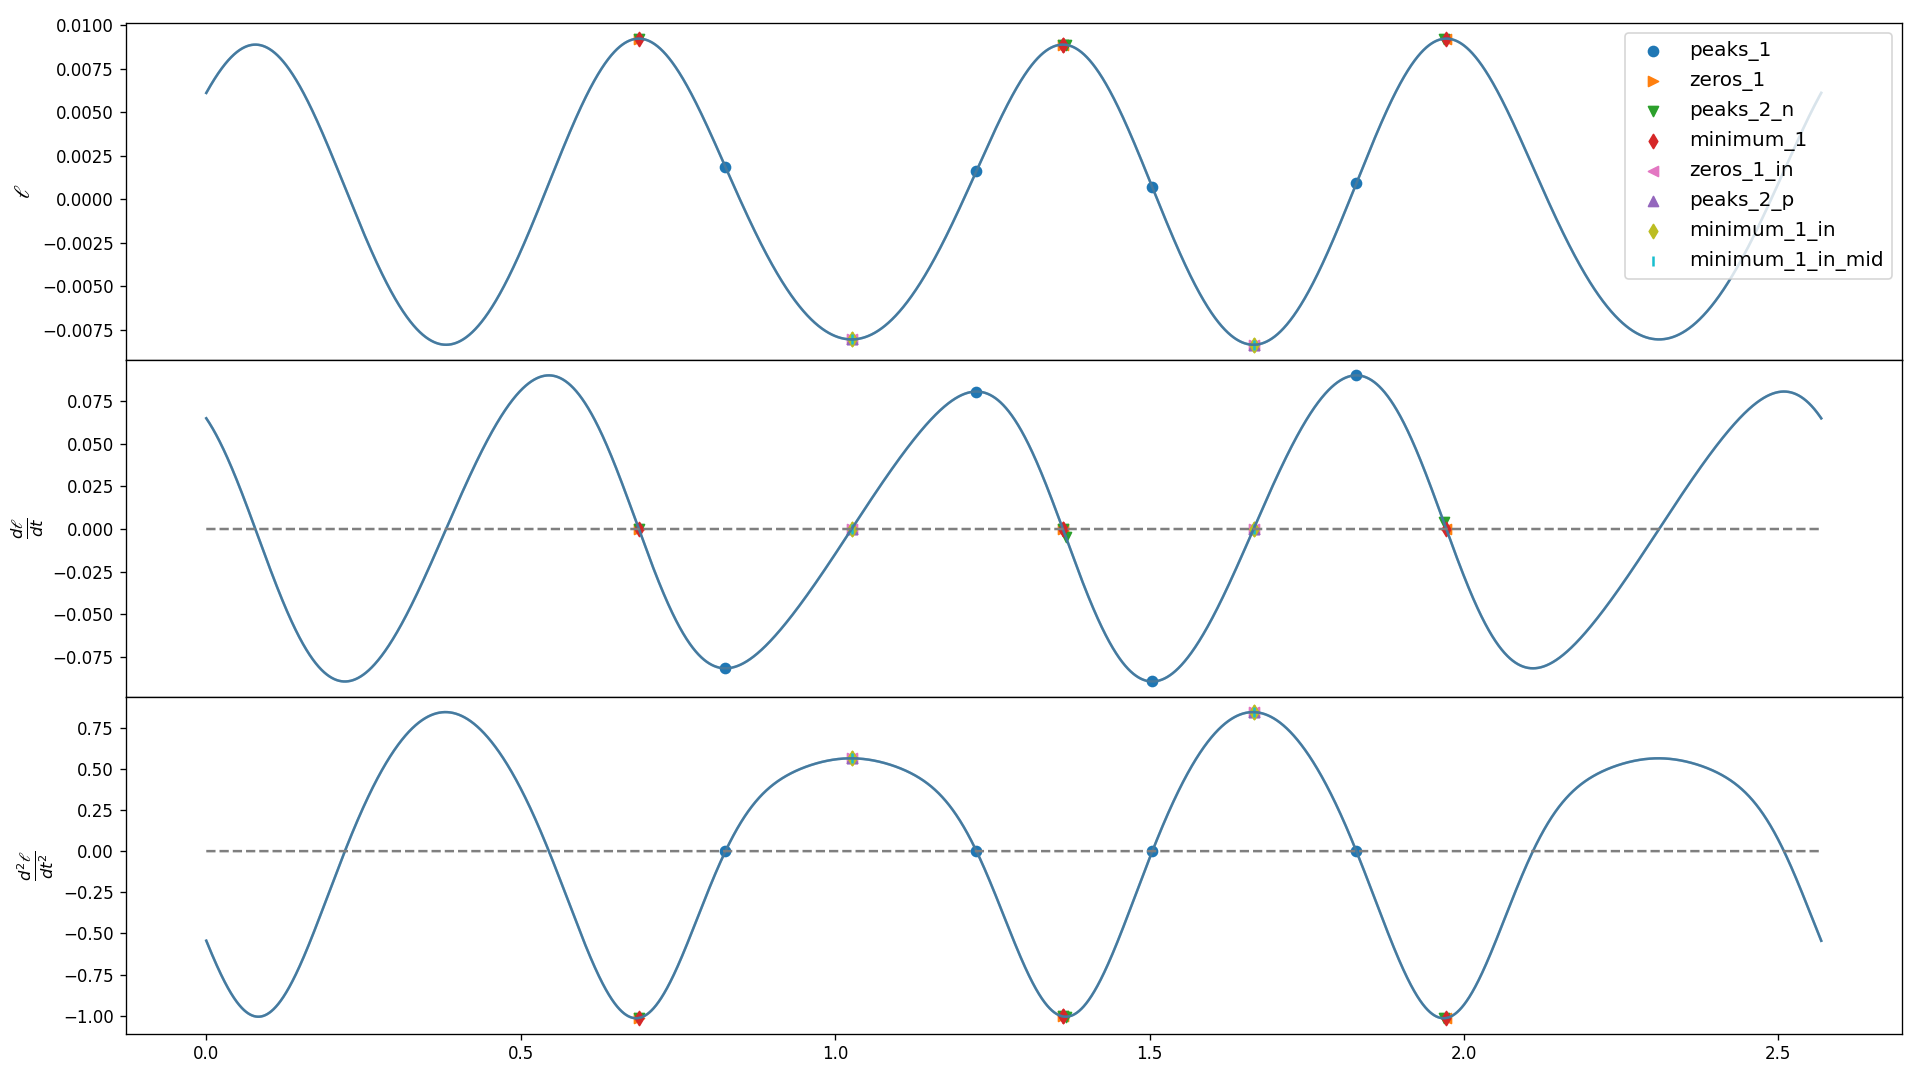 0.0100
0.0075
0.0050
0.0025
0.0000
−0.0025
−0.0050
−0.0075
ℓ
peaks_1
zeros_1
peaks_2_n
minimum_1
zeros_1_in
peaks_2_p
minimum_1_in
minimum_1_in_mid
0.075
0.050
0.025
0.000
−0.025
−0.050
−0.075
dℓ/dt
0.75
0.50
0.25
0.00
−0.25
−0.50
−0.75
−1.00
d²ℓ/dt²
0.0 0.5 1.0 1.5 2.0 2.5